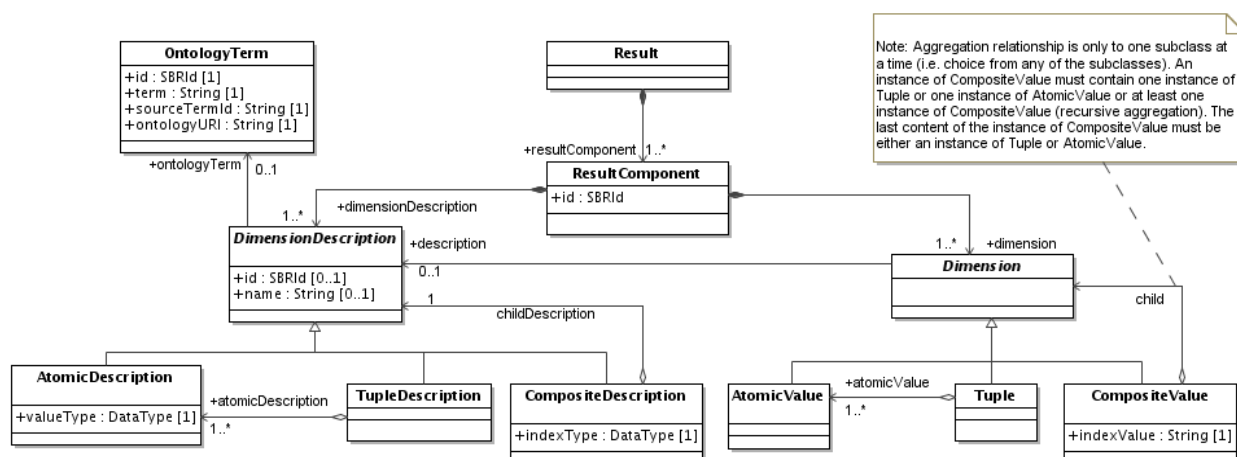 OntologyTerm
+id : SBRId [1]
+term : String [1]
+sourceTermId : String [1]
+ontologyURI : String [1]
Result
Note: Aggregation relationship is only to one subclass at
a time (i.e. choice from any of the subclasses). An
instance of CompositeValue must contain one instance of
Tuple or one instance of AtomicValue or at least one
instance of CompositeValue (recursive aggregation). The
last content of the instance of CompositeValue must be
either an instance of Tuple or AtomicValue.
+ontologyTerm
0..1
+resultComponent
1..*
ResultComponent
+id : SBRId
+dimensionDescription
1..*
DimensionDescription
+id : SBRId [0..1]
+name : String [0..1]
+description
0..1
1..*
+dimension
Dimension
1
childDescription
child
AtomicDescription
+valueType : DataType [1]
+atomicDescription
1..*
TupleDescription
CompositeDescription
+indexType : DataType [1]
AtomicValue
+atomicValue
1..*
Tuple
CompositeValue
+indexValue : String [1]